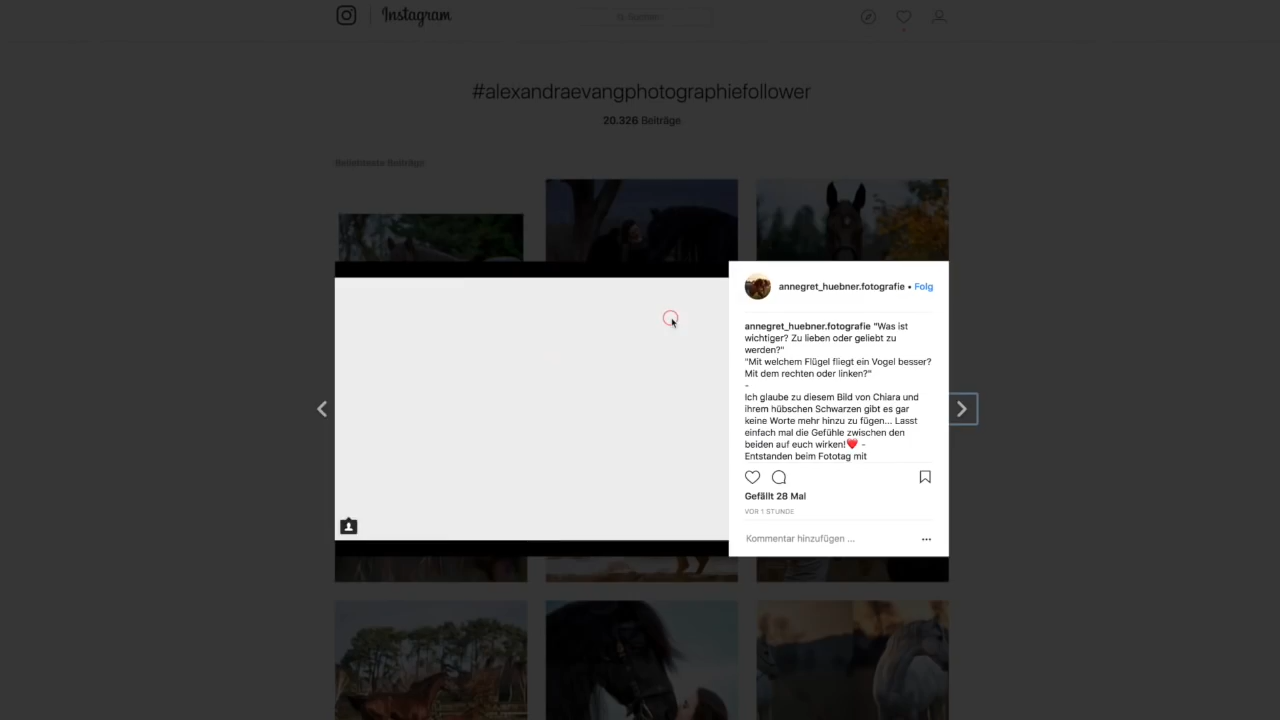 Instagram
#alexandraevangphotographiefollower
20.326 Beiträge
Beliebteste Beiträge
annegret_huebner.fotografie • Folg
annegret_huebner.fotografie "Was ist
wichtiger? Zu lieben oder geliebt zu
werden?"
"Mit welchem Flügel fliegt ein Vogel besser?
Mit dem rechten oder linken?"
-
Ich glaube zu diesem Bild von Chiara und
ihrem hübschen Schwarzen gibt es gar
keine Worte mehr hinzu zu fügen... Lasst
einfach mal die Gefühle zwischen den
beiden auf euch wirken!❤️ -
Entstanden beim Fototag mit
Gefällt 28 Mal
VOR 1 STUNDE
Kommentar hinzufügen ...